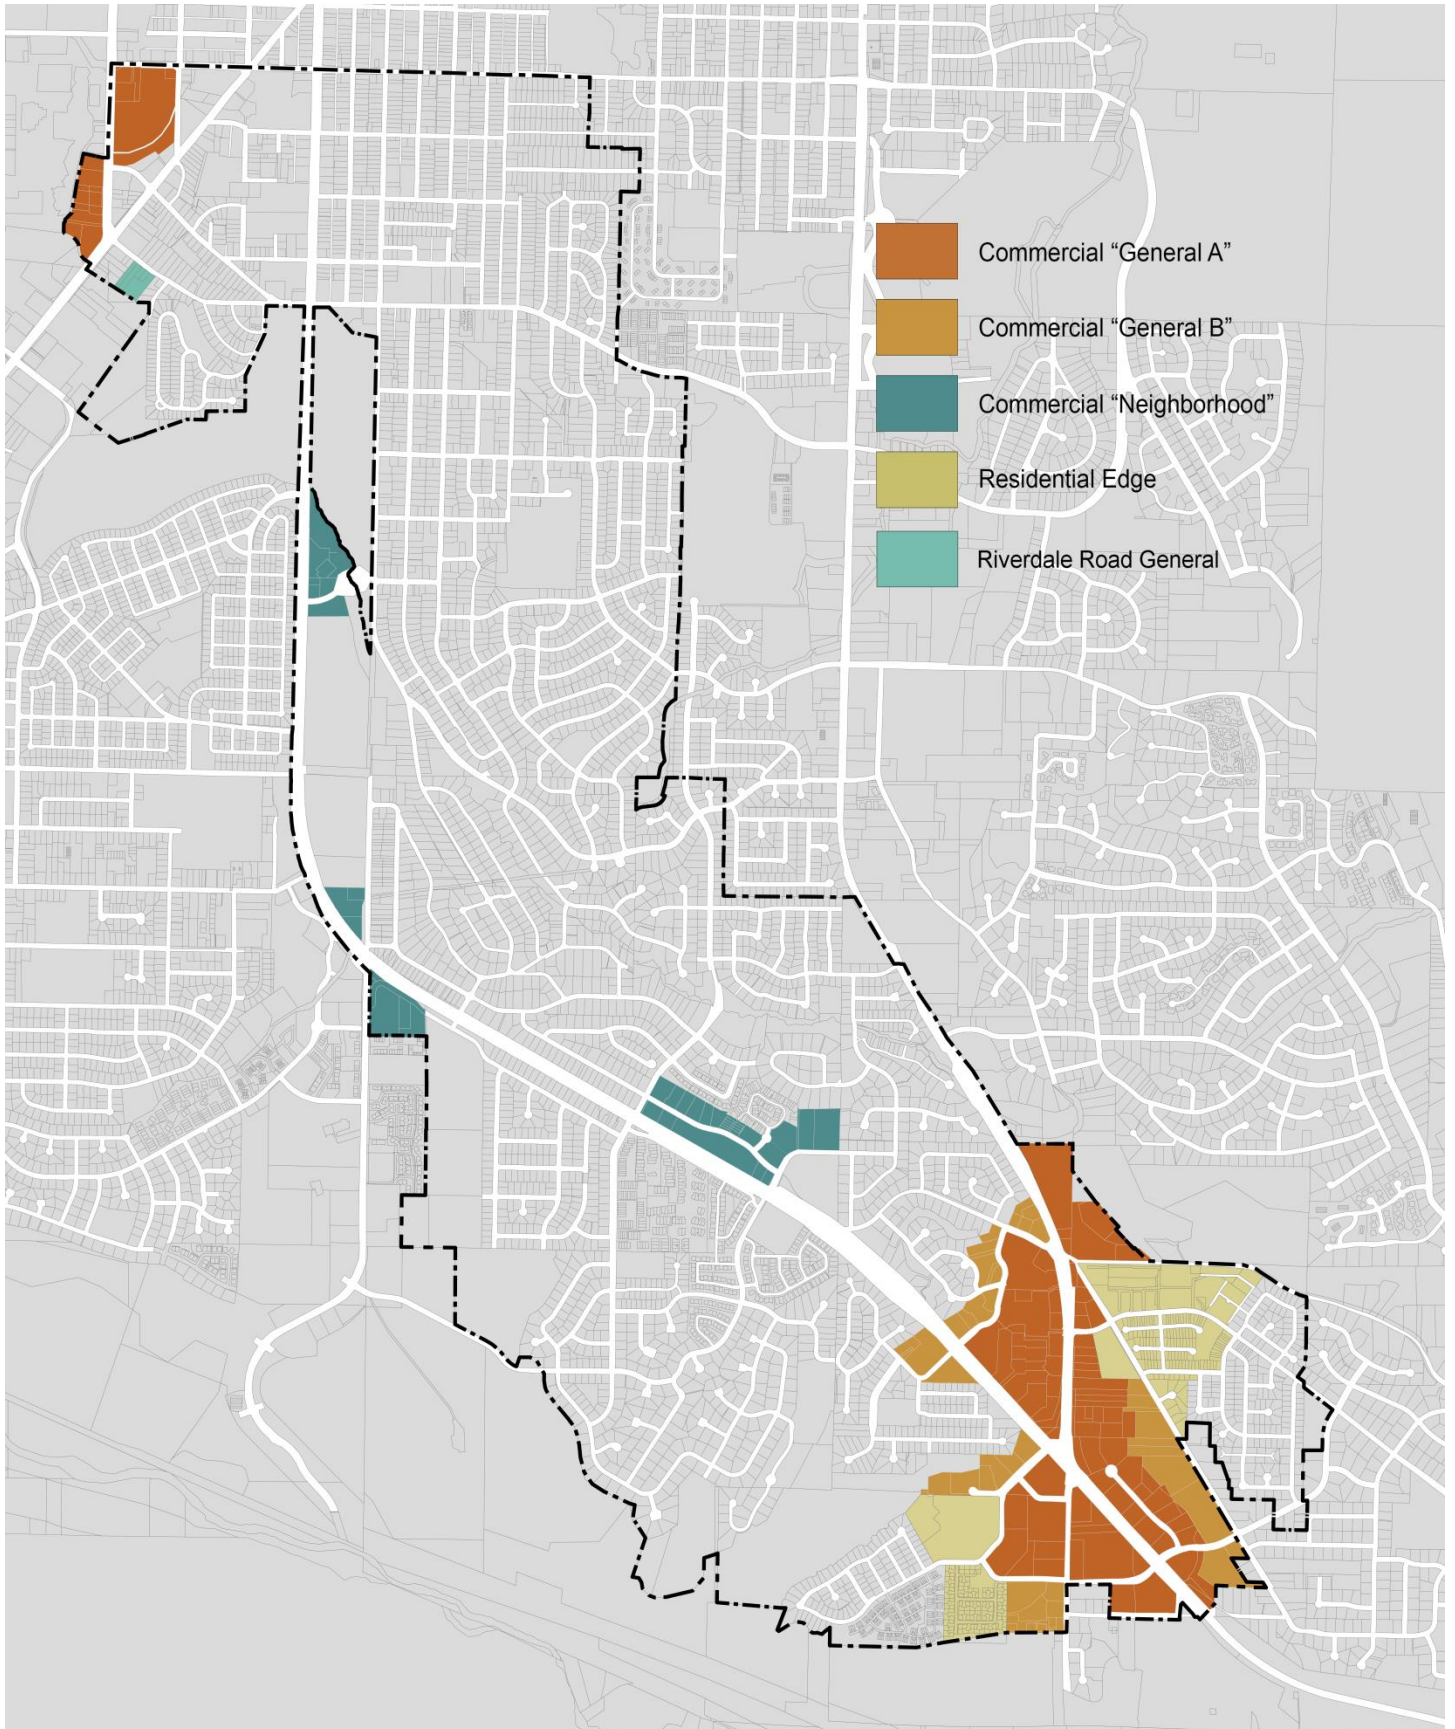 Commercial “General A”
Commercial “General B”
Commercial “Neighborhood”
Residential Edge
Riverdale Road General